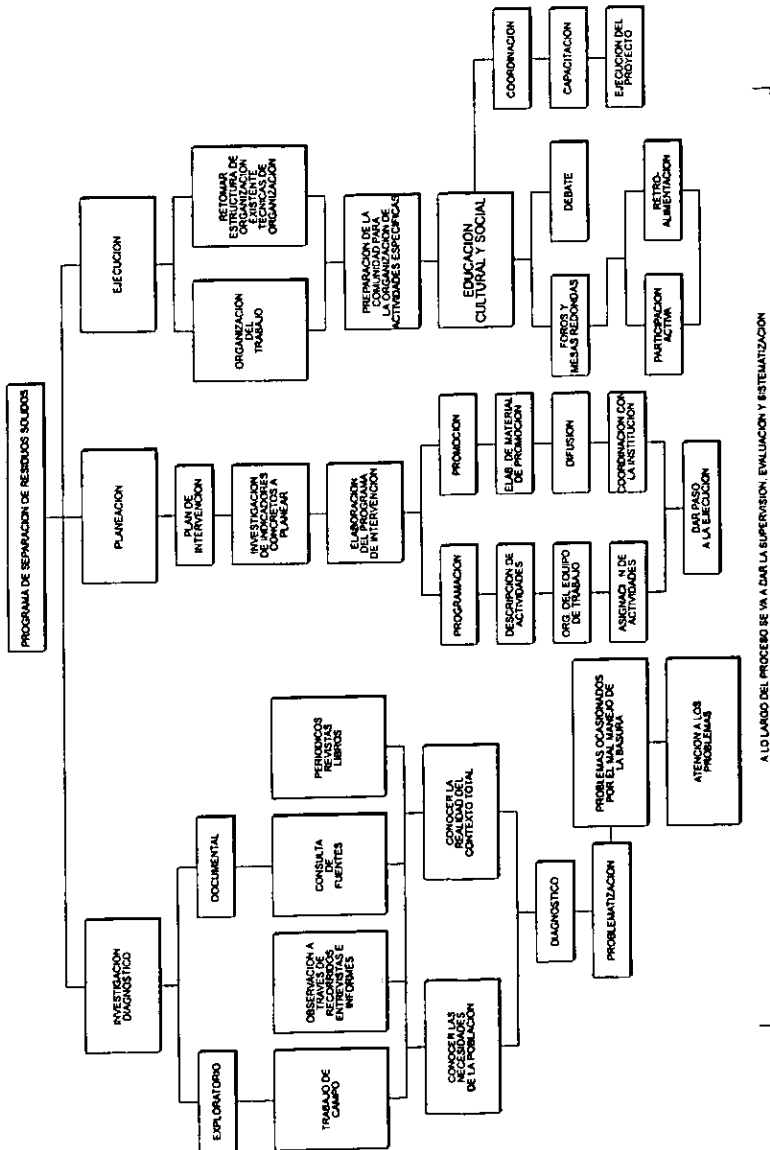 PROGRAMA DE SEPARACION DE RESIDUOS SOLIDOS
INVESTIGACION
DIAGNOSTICO
EXPLORATORIO
DOCUMENTAL
TRABAJO DE
CAMPO
OBSERVACION A
TRAVES DE
RECORRIDOS
ENTREVISTAS E
INFORMES
CONSULTA
DE
FUENTES
PERIODICOS
REVISTAS
LIBROS
CONOCER LAS
NECESIDADES
DE LA POBLACION
CONOCER LA
REALIDAD DEL
CONTEXTO TOTAL
DIAGNOSTICO
PROBLEMATIZACION
PROBLEMAS OCASIONADOS
POR EL MAL MANEJO DE
LA BASURA
ATENCION A LOS
PROBLEMAS
PLANEACION
PLAN DE
INTERVENCION
INVESTIGACION
DE INDICADORES
CONCRETOS A
PLANEAR
ELABORACION
DEL PROGRAMA
DE INTERVENCION
PROGRAMACION
DESCRIPCION DE
ACTIVIDADES
ORG. DEL EQUIPO
DE TRABAJO
ASIGNACI N DE
ACTIVIDADES
PROMOCION
ELAB. DE MATERIAL
DE PROMOCION
DIFUSION
COORDINACION CON
LA INSTITUCION
DAR PASO
A LA EJECUCION
EJECUCION
ORGANIZACION
DEL
TRABAJO
RETOMAR
ESTRUCTURA DE
ORGANIZACION
EXISTENTE
TECNICAS DE
ORGANIZACION
PREPARACION DE LA
COMUNIDAD PARA
LA ORGANIZACION DE
ACTIVIDADES ESPECIFICAS
EDUCACION
CULTURAL Y SOCIAL
FOROS Y
MESAS REDONDAS
DEBATE
PARTICIPACION
ACTIVA
RETRO-
ALIMENTACION
COORDINACION
CAPACITACION
EJECUCION DEL
PROYECTO
A LO LARGO DEL PROCESO SE VA A DAR LA SUPERVISION, EVALUACION Y SISTEMATIZACION